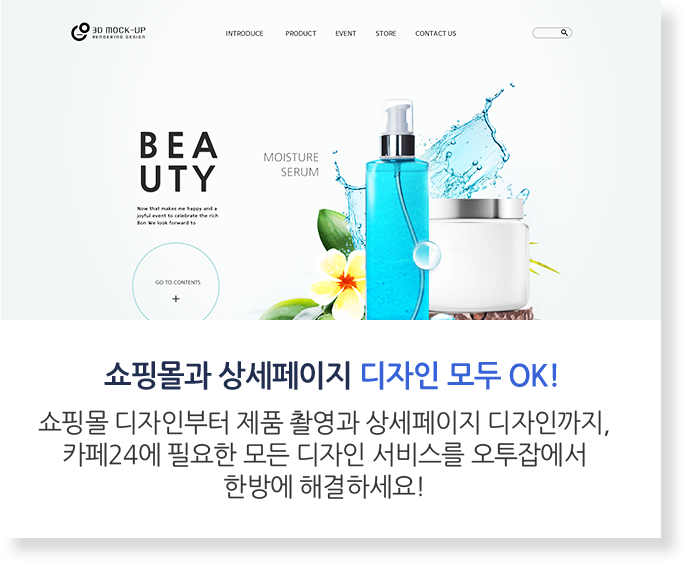 3D MOCK-UP
RENDERING DESIGN
INTRODUCE PRODUCT EVENT STORE CONTACT US
BEA
UTY
MOISTURE
SERUM
Now that makes me happy and a
joyful event to celebrate the rich
Bon We look forward to
GO TO CONTENTS
+
쇼핑몰과 상세페이지 디자인 모두 OK!
쇼핑몰 디자인부터 제품 촬영과 상세페이지 디자인까지,
카페24에 필요한 모든 디자인 서비스를 오투잡에서
한방에 해결하세요!